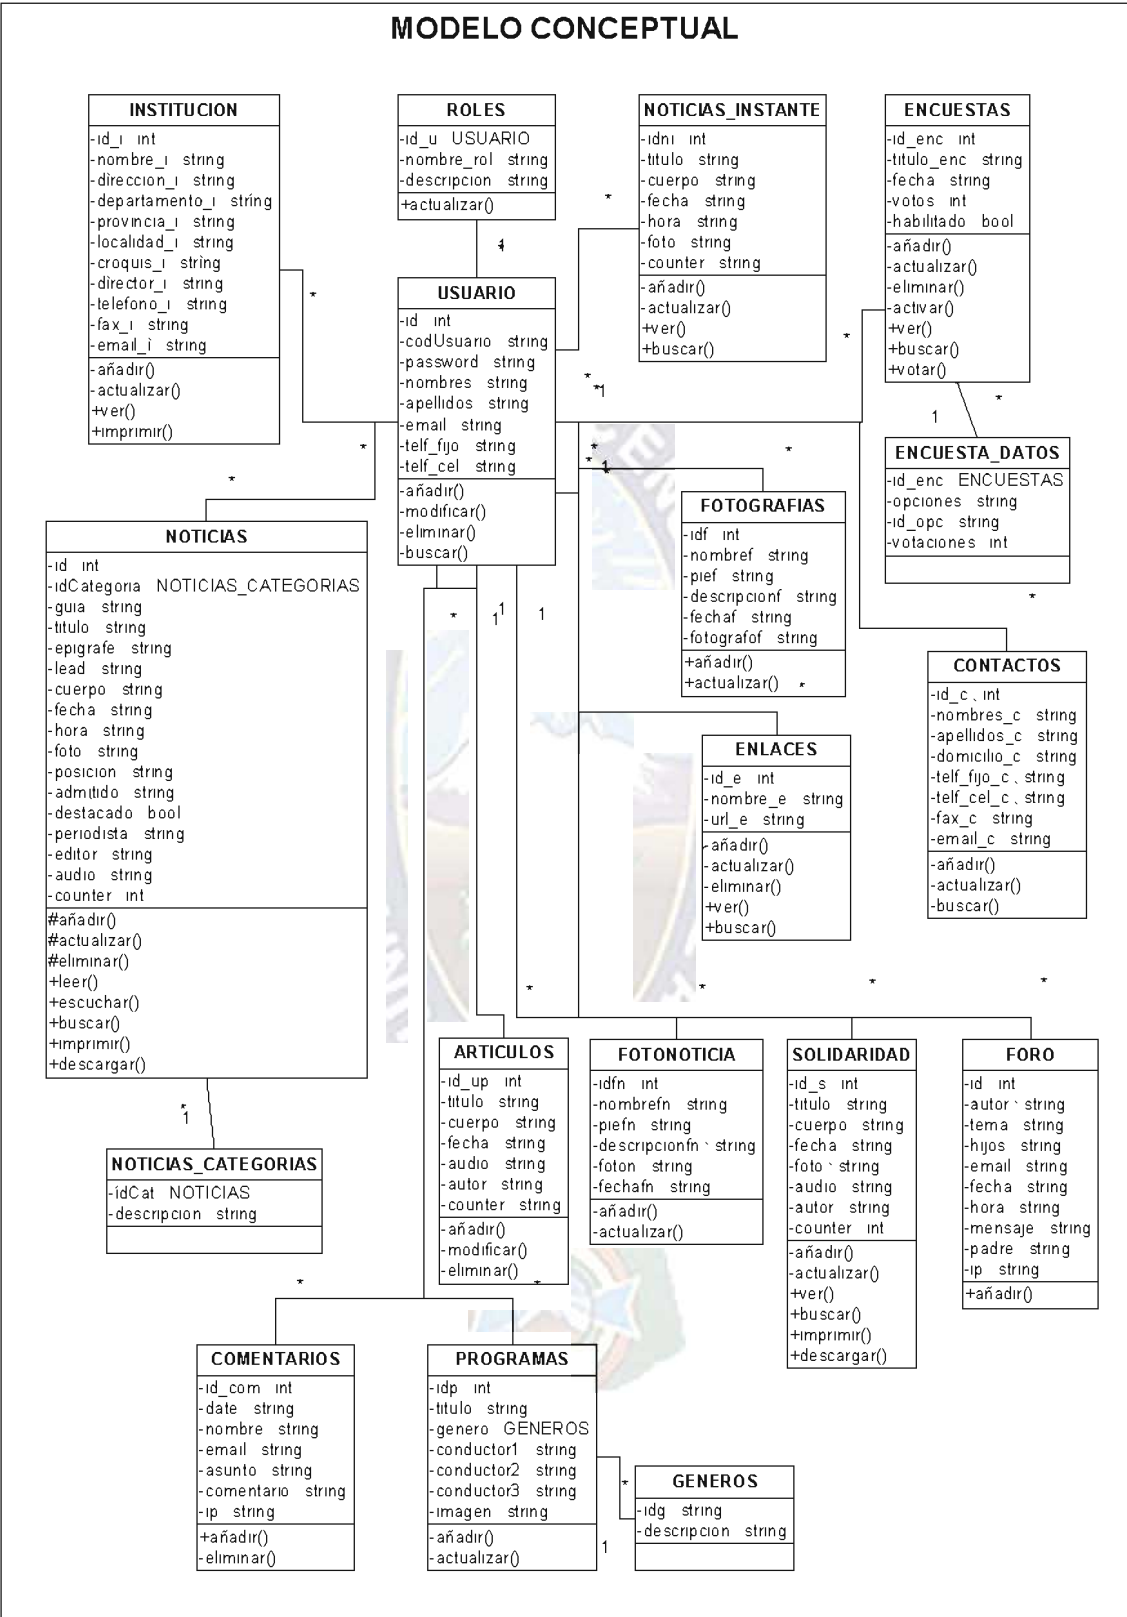 MODELO CONCEPTUAL
INSTITUCION
-id_i int
-nombre_i string
-direccion_i string
-departamento_i string
-provincia_i string
-localidad_i string
-croquis_i string
-director_i string
-telefono_i string
-fax_i string
-email_i string
-añadir()
-actualizar()
+ver()
+imprimir()
ROLES
-id_u USUARIO
-nombre_rol string
-descripcion string
+actualizar()
NOTICIAS_INSTANTE
-idni int
-titulo string
-cuerpo string
-fecha string
-hora string
-foto string
-counter string
-añadir()
-actualizar()
+ver()
+buscar()
ENCUESTAS
-id_enc int
-titulo_enc string
-fecha string
-votos int
-habilitado bool
-añadir()
-actualizar()
-eliminar()
-activar()
+ver()
+buscar()
+votar()
USUARIO
-id int
-codUsuario string
-password string
-nombres string
-apellidos string
-email string
-telf_fijo string
-telf_cel string
-añadir()
-modificar()
-eliminar()
-buscar()
ENCUESTA_DATOS
-id_enc ENCUESTAS
-opciones string
-id_opc string
-votaciones int
FOTOGRAFIAS
-idf int
-nombref string
-pief string
-descripcionf string
-fechaf string
-fotografof string
+añadir()
+actualizar()
NOTICIAS
-id int
-idCategoria NOTICIAS_CATEGORIAS
-guia string
-titulo string
-epigrafe string
-lead string
-cuerpo string
-fecha string
-hora string
-foto string
-posicion string
-admitido string
-destacado bool
-periodista string
-editor string
-audio string
-counter int
#añadir()
#actualizar()
#eliminar()
+leer()
+escuchar()
+buscar()
+imprimir()
+descargar()
CONTACTOS
-id_c int
-nombres_c string
-apellidos_c string
-domicilio_c string
-telf_fijo_c string
-telf_cel_c string
-fax_c string
-email_c string
-añadir()
-actualizar()
-buscar()
ENLACES
-id_e int
-nombre_e string
-url_e string
-añadir()
-actualizar()
-eliminar()
+ver()
+buscar()
ARTICULOS
-id_up int
-titulo string
-cuerpo string
-fecha string
-audio string
-autor string
-counter string
-añadir()
-modificar()
-eliminar()
FOTONOTICIA
-idfn int
-nombrefn string
-piefn string
-descripcionfn string
-foton string
-fechafn string
-añadir()
-actualizar()
SOLIDARIDAD
-id_s int
-titulo string
-cuerpo string
-fecha string
-foto string
-audio string
-autor string
-counter int
-añadir()
-actualizar()
+ver()
+buscar()
+imprimir()
+descargar()
FORO
-id int
-autor string
-tema string
-hijos string
-email string
-fecha string
-hora string
-mensaje string
-padre string
-ip string
+añadir()
NOTICIAS_CATEGORIAS
-idCat NOTICIAS
-descripcion string
COMENTARIOS
-id_com int
-date string
-nombre string
-email string
-asunto string
-comentario string
-ip string
+añadir()
-eliminar()
PROGRAMAS
-idp int
-titulo string
-genero GENEROS
-conductor1 string
-conductor2 string
-conductor3 string
-imagen string
-añadir()
-actualizar()
GENEROS
-idg string
-descripcion string